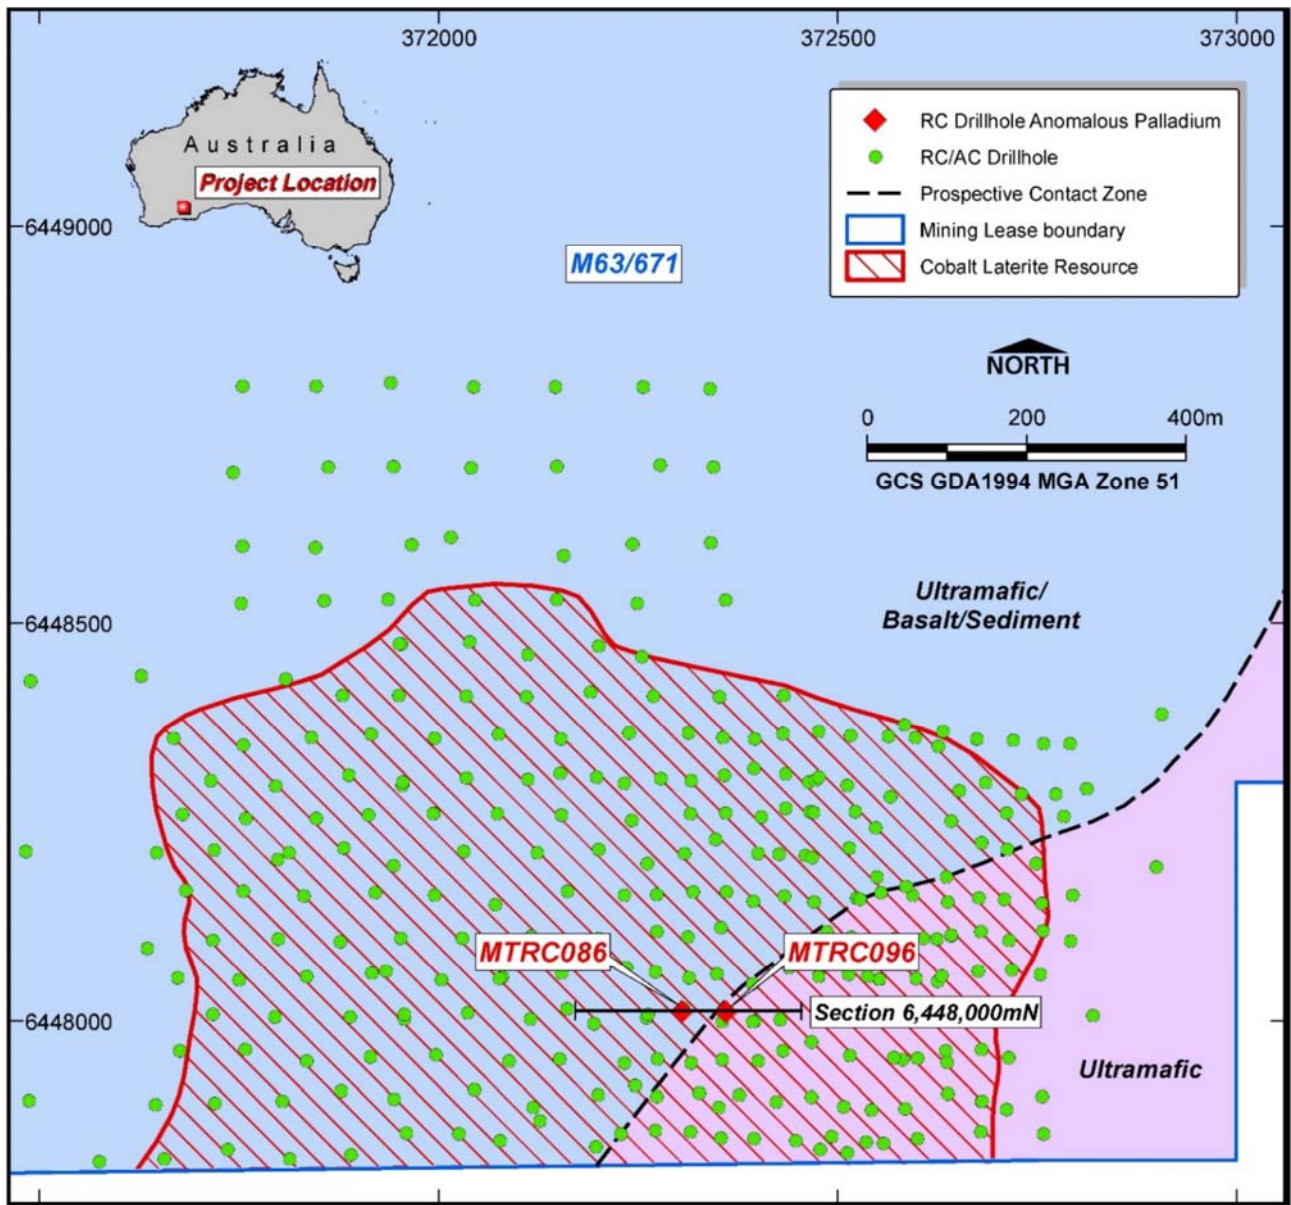 372000
372500
373000
Australia
Project Location
RC Drillhole Anomalous Palladium
RC/AC Drillhole
Prospective Contact Zone
Mining Lease boundary
Cobalt Laterite Resource
6449000
M63/671
NORTH
0 200 400m
GCS GDA1994 MGA Zone 51
Ultramafic/
Basalt/Sediment
6448500
MTRC086
MTRC096
6448000
Section 6,448,000mN
Ultramafic